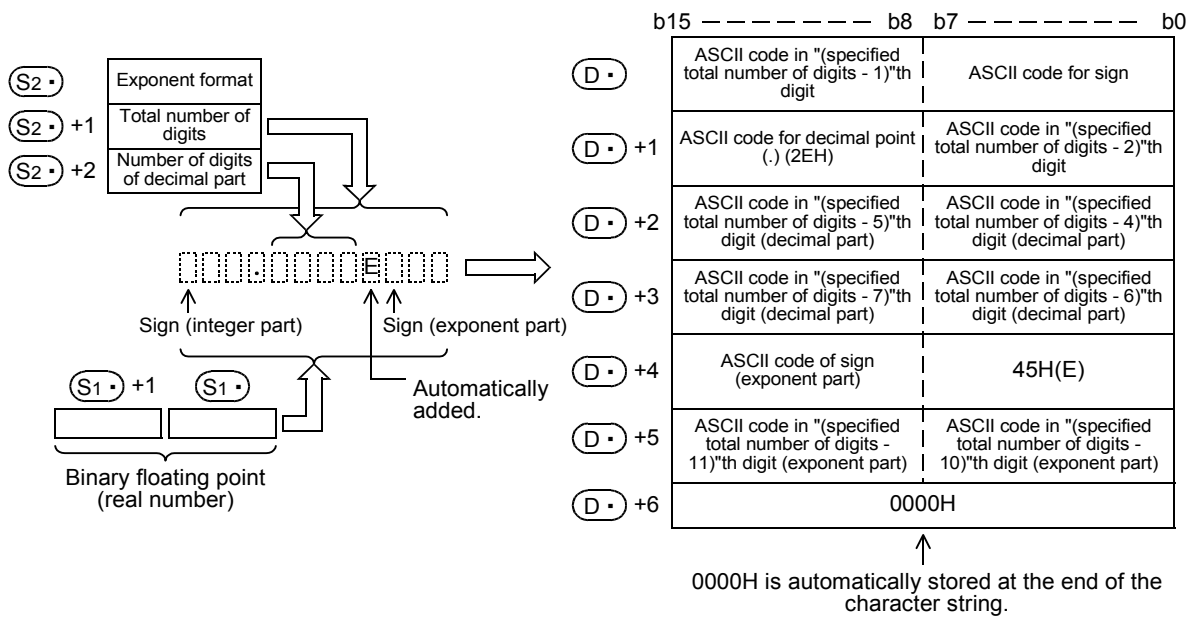 S2・ Exponent format
S2・ +1 Total number of
digits
S2・ +2 Number of digits
of decimal part
. E
Sign (integer part) Sign (exponent part)
Automatically
added.
S1・ +1 S1・
Binary floating point
(real number)
b15 b8 b7 b0
D・
ASCII code in "(specified
total number of digits - 1)"th
digit
ASCII code for sign
D・ +1
ASCII code for decimal point
(.) (2EH)
ASCII code in "(specified
total number of digits - 2)"th
digit
D・ +2
ASCII code in "(specified
total number of digits - 5)"th
digit (decimal part)
ASCII code in "(specified
total number of digits - 4)"th
digit (decimal part)
D・ +3
ASCII code in "(specified
total number of digits - 7)"th
digit (decimal part)
ASCII code in "(specified
total number of digits - 6)"th
digit (decimal part)
D・ +4
ASCII code of sign
(exponent part)
45H(E)
D・ +5
ASCII code in "(specified
total number of digits -
11)"th digit (exponent part)
ASCII code in "(specified
total number of digits -
10)"th digit (exponent part)
D・ +6
0000H
0000H is automatically stored at the end of the
character string.